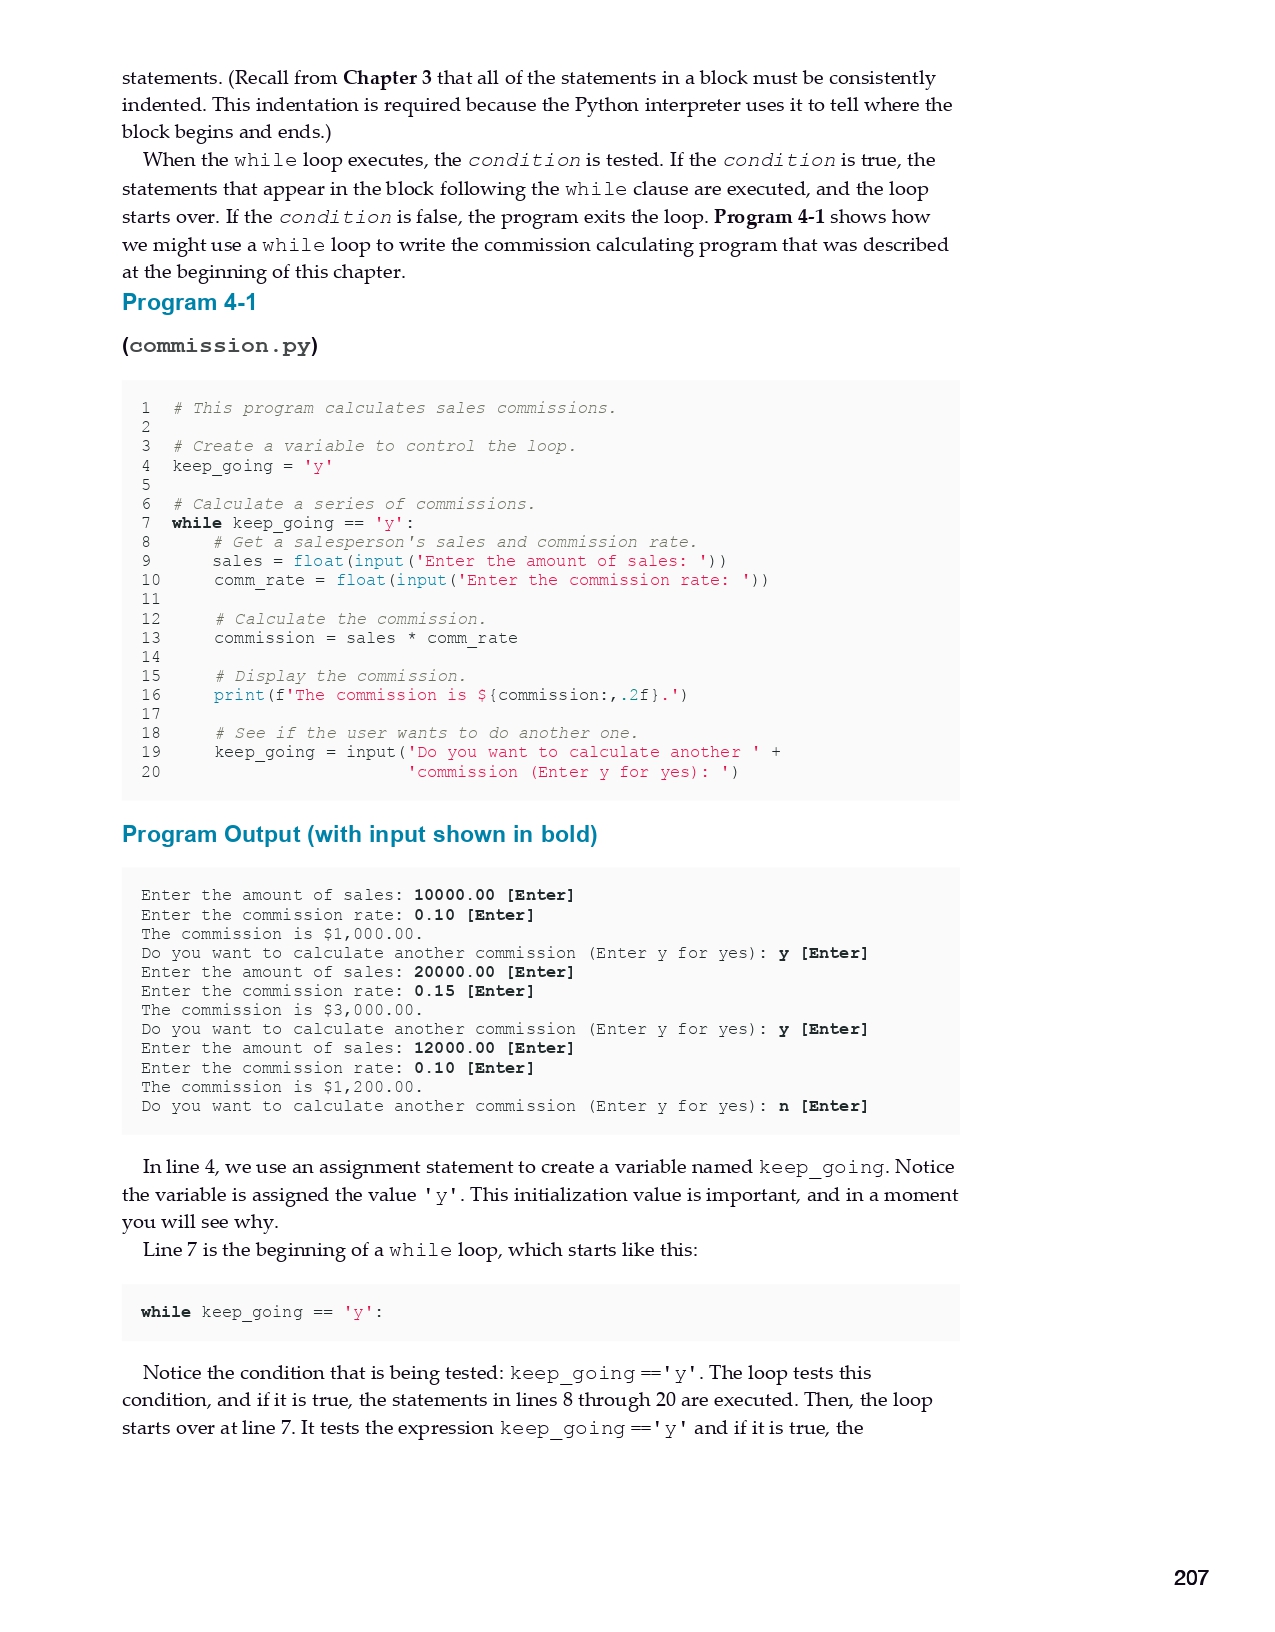 statements. (Recall from Chapter 3 that all of the statements in a block must be consistently
indented. This indentation is required because the Python interpreter uses it to tell where the
block begins and ends.)
When the while loop executes, the condition is tested. If the condition is true, the
statements that appear in the block following the while clause are executed, and the loop
starts over. If the condition is false, the program exits the loop. Program 4-1 shows how
we might use a while loop to write the commission calculating program that was described
at the beginning of this chapter.
Program 4-1
(commission.py)
1  # This program calculates sales commissions.
2
3  # Create a variable to control the loop.
4  keep_going = 'y'
5
6  # Calculate a series of commissions.
7  while keep_going == 'y':
8      # Get a salesperson's sales and commission rate.
9      sales = float(input('Enter the amount of sales: '))
10     comm_rate = float(input('Enter the commission rate: '))
11
12     # Calculate the commission.
13     commission = sales * comm_rate
14
15     # Display the commission.
16     print(f'The commission is ${commission:,.2f}.')
17
18     # See if the user wants to do another one.
19     keep_going = input('Do you want to calculate another ' +
20                        'commission (Enter y for yes): ')
Program Output (with input shown in bold)
Enter the amount of sales: 10000.00 [Enter]
Enter the commission rate: 0.10 [Enter]
The commission is $1,000.00.
Do you want to calculate another commission (Enter y for yes): y [Enter]
Enter the amount of sales: 20000.00 [Enter]
Enter the commission rate: 0.15 [Enter]
The commission is $3,000.00.
Do you want to calculate another commission (Enter y for yes): y [Enter]
Enter the amount of sales: 12000.00 [Enter]
Enter the commission rate: 0.10 [Enter]
The commission is $1,200.00.
Do you want to calculate another commission (Enter y for yes): n [Enter]
In line 4, we use an assignment statement to create a variable named keep_going. Notice
the variable is assigned the value 'y'. This initialization value is important, and in a moment
you will see why.
Line 7 is the beginning of a while loop, which starts like this:
while keep_going == 'y':
Notice the condition that is being tested: keep_going =='y'. The loop tests this
condition, and if it is true, the statements in lines 8 through 20 are executed. Then, the loop
starts over at line 7. It tests the expression keep_going =='y' and if it is true, the
207